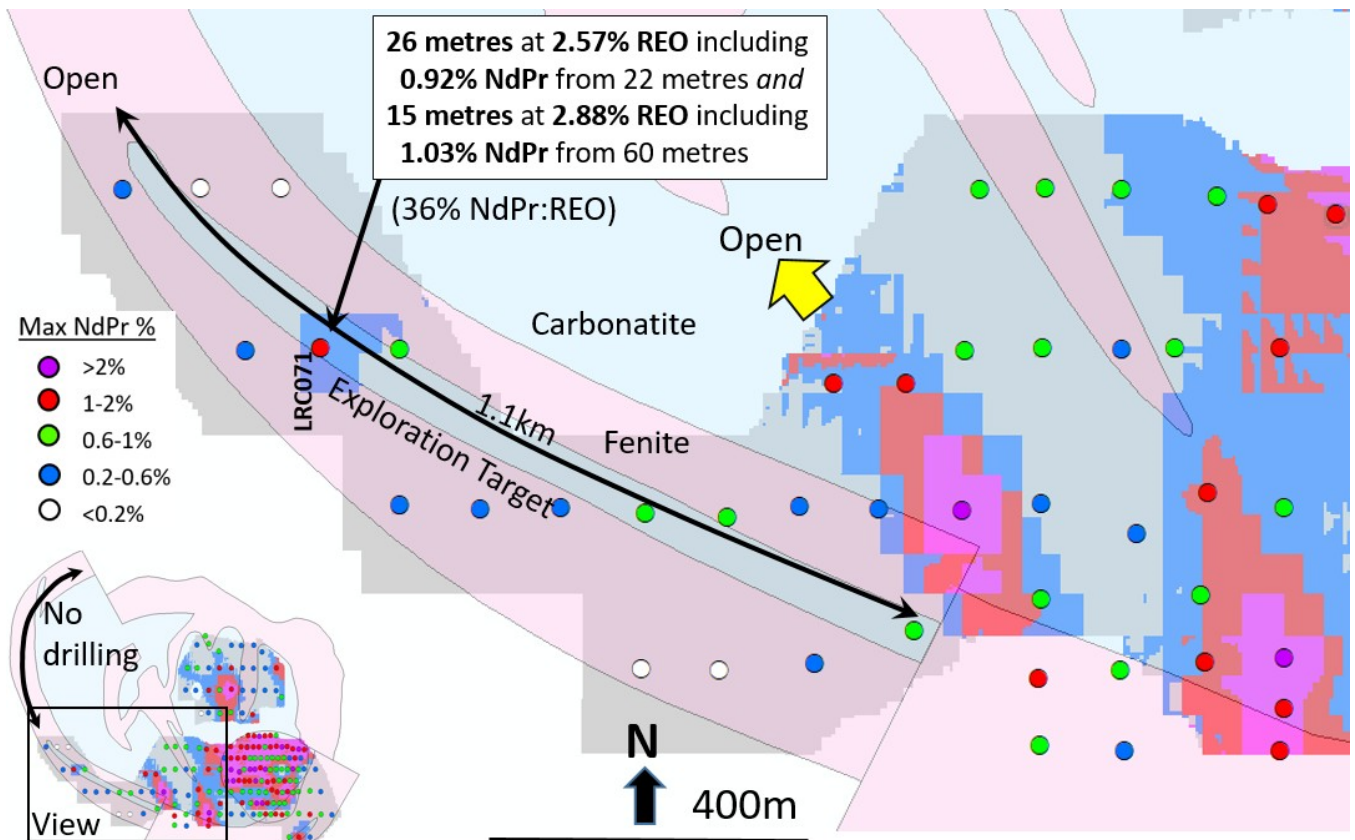 26 metres at 2.57% REO including
0.92% NdPr from 22 metres and
15 metres at 2.88% REO including
1.03% NdPr from 60 metres
(36% NdPr:REO)
Open
Open
Carbonatite
Fenite
1.1km
Exploration Target
LRC071
Max NdPr %
>2%
1-2%
0.6-1%
0.2-0.6%
<0.2%
No
drilling
View
N
400m